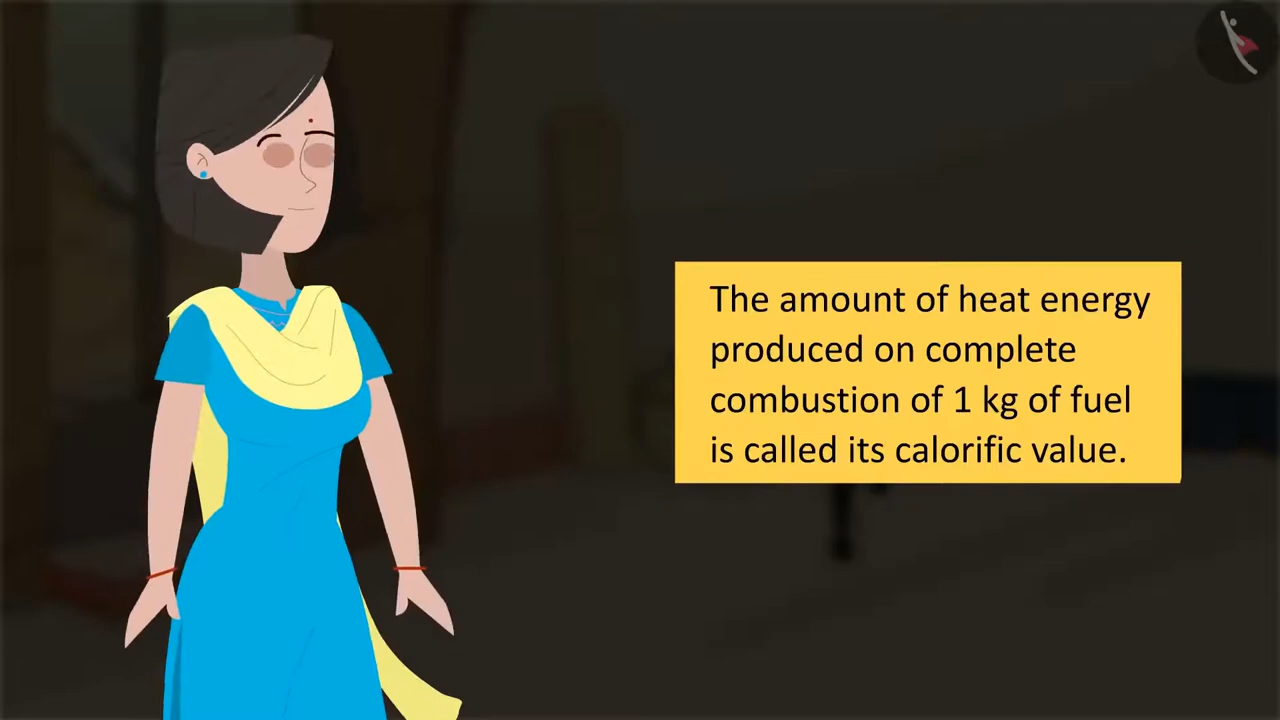 The amount of heat energy
produced on complete
combustion of 1 kg of fuel
is called its calorific value.